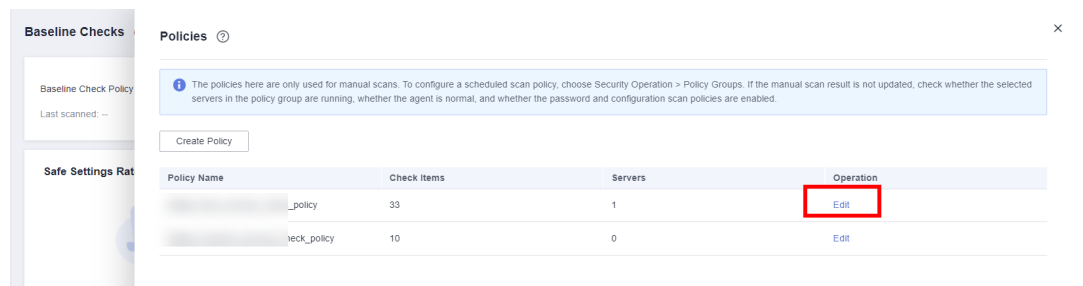 Baseline Checks
Policies
Baseline Check Policy
Last scanned: --
The policies here are only used for manual scans. To configure a scheduled scan policy, choose Security Operation > Policy Groups. If the manual scan result is not updated, check whether the selected
servers in the policy group are running, whether the agent is normal, and whether the password and configuration scan policies are enabled.
Create Policy
Safe Settings Rat
Policy Name Check Items Servers Operation
_policy 33 1 Edit
heck_policy 10 0 Edit